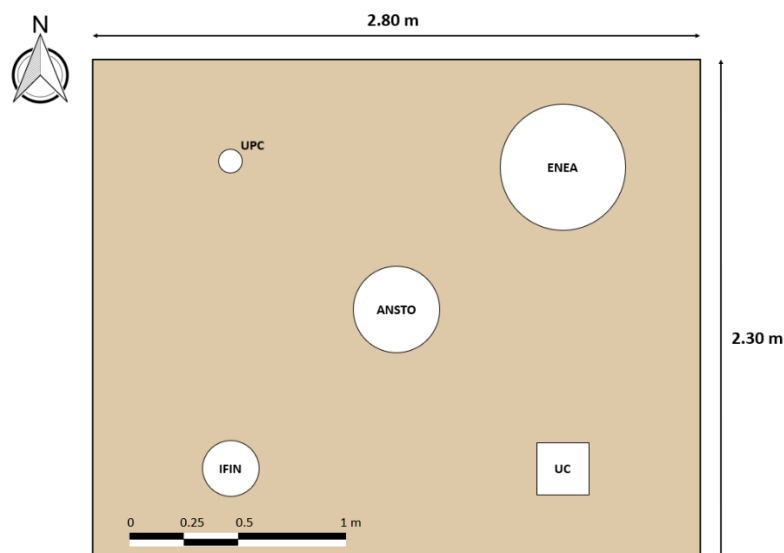 2.80 m
N
UPC
ENEA
ANSTO
2.30 m
IFIN
UC
0 0.25 0.5 1 m